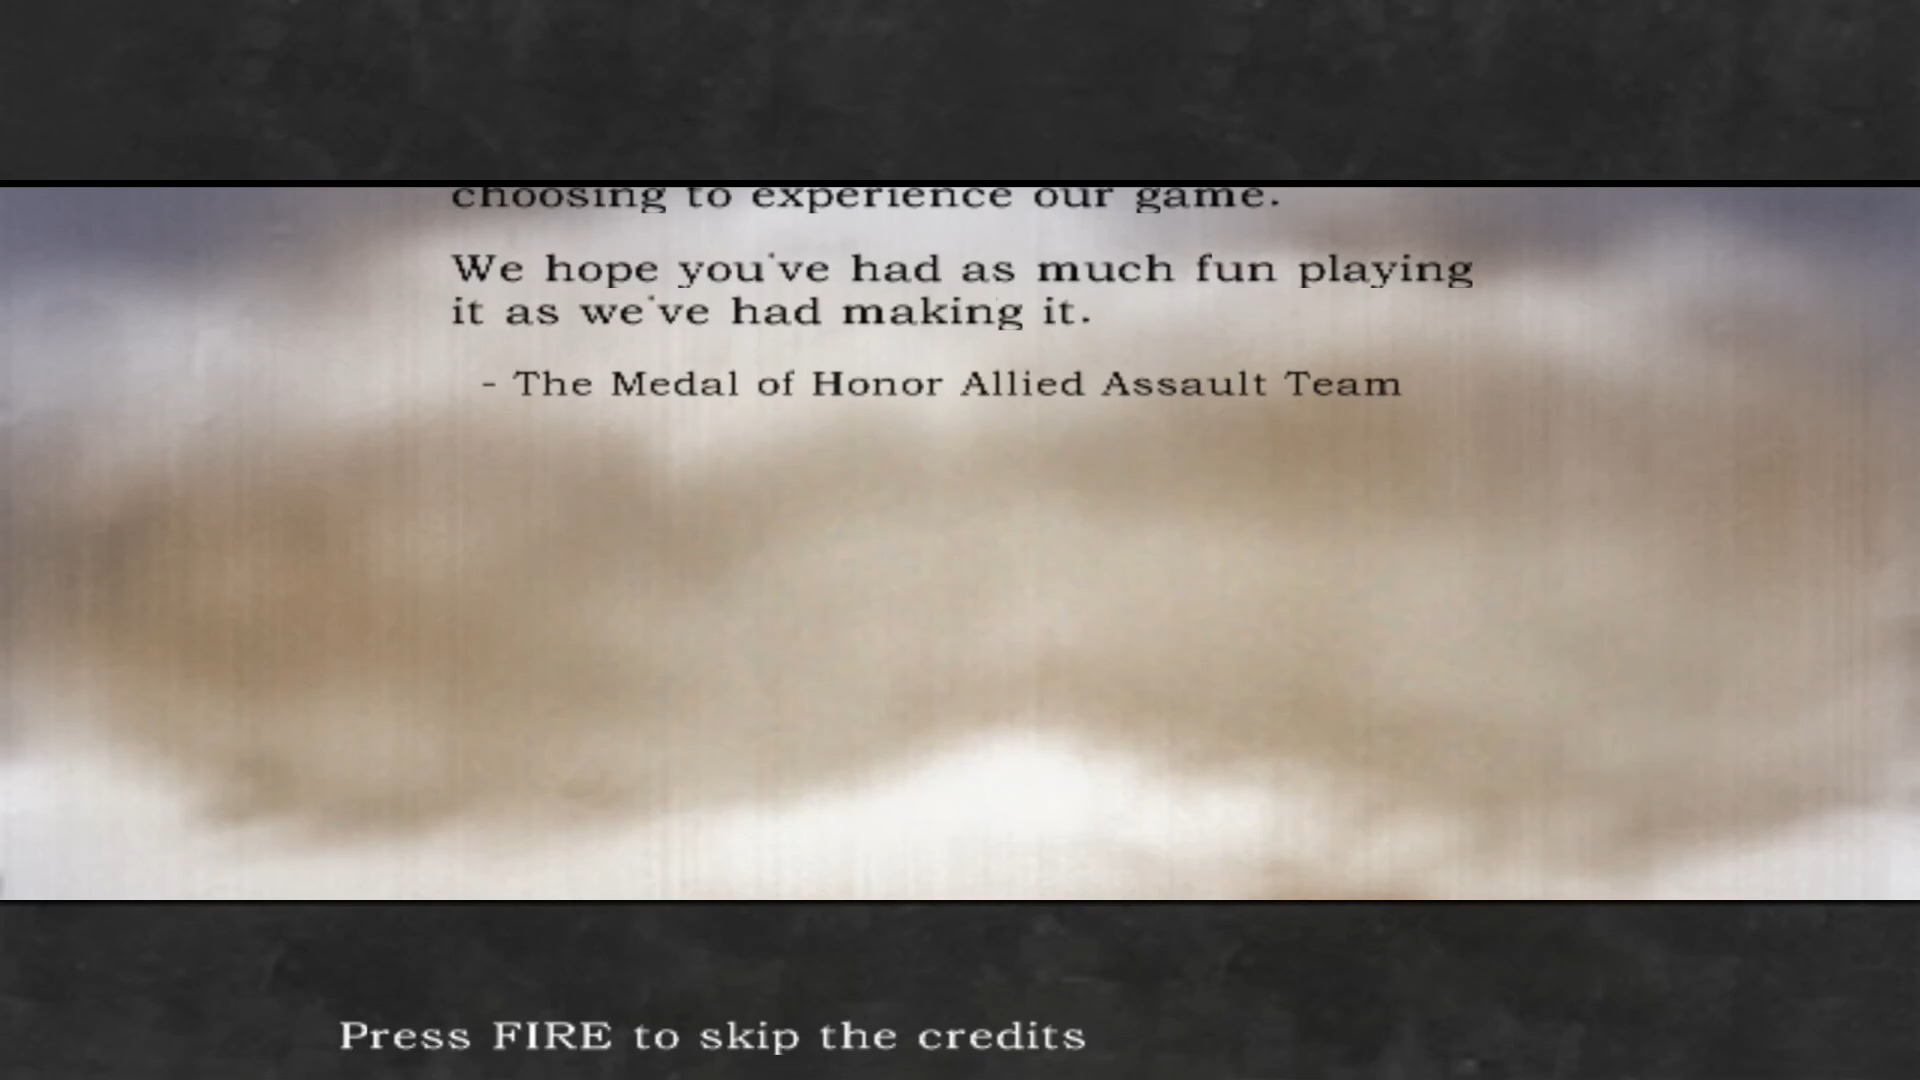 choosing to experience our game.
We hope you've had as much fun playing
it as we've had making it.
- The Medal of Honor Allied Assault Team
Press FIRE to skip the credits